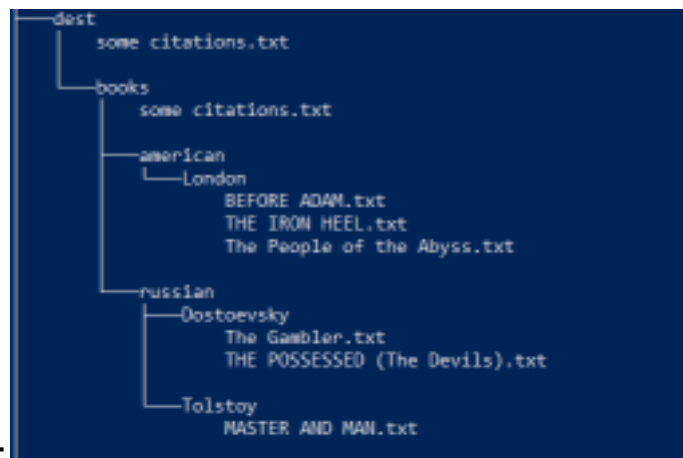 dest
some citations.txt
books
some citations.txt
american
London
BEFORE ADAM.txt
THE IRON HEEL.txt
The People of the Abyss.txt
russian
Dostoevsky
The Gambler.txt
THE POSSESSED (The Devils).txt
Tolstoy
MASTER AND MAN.txt